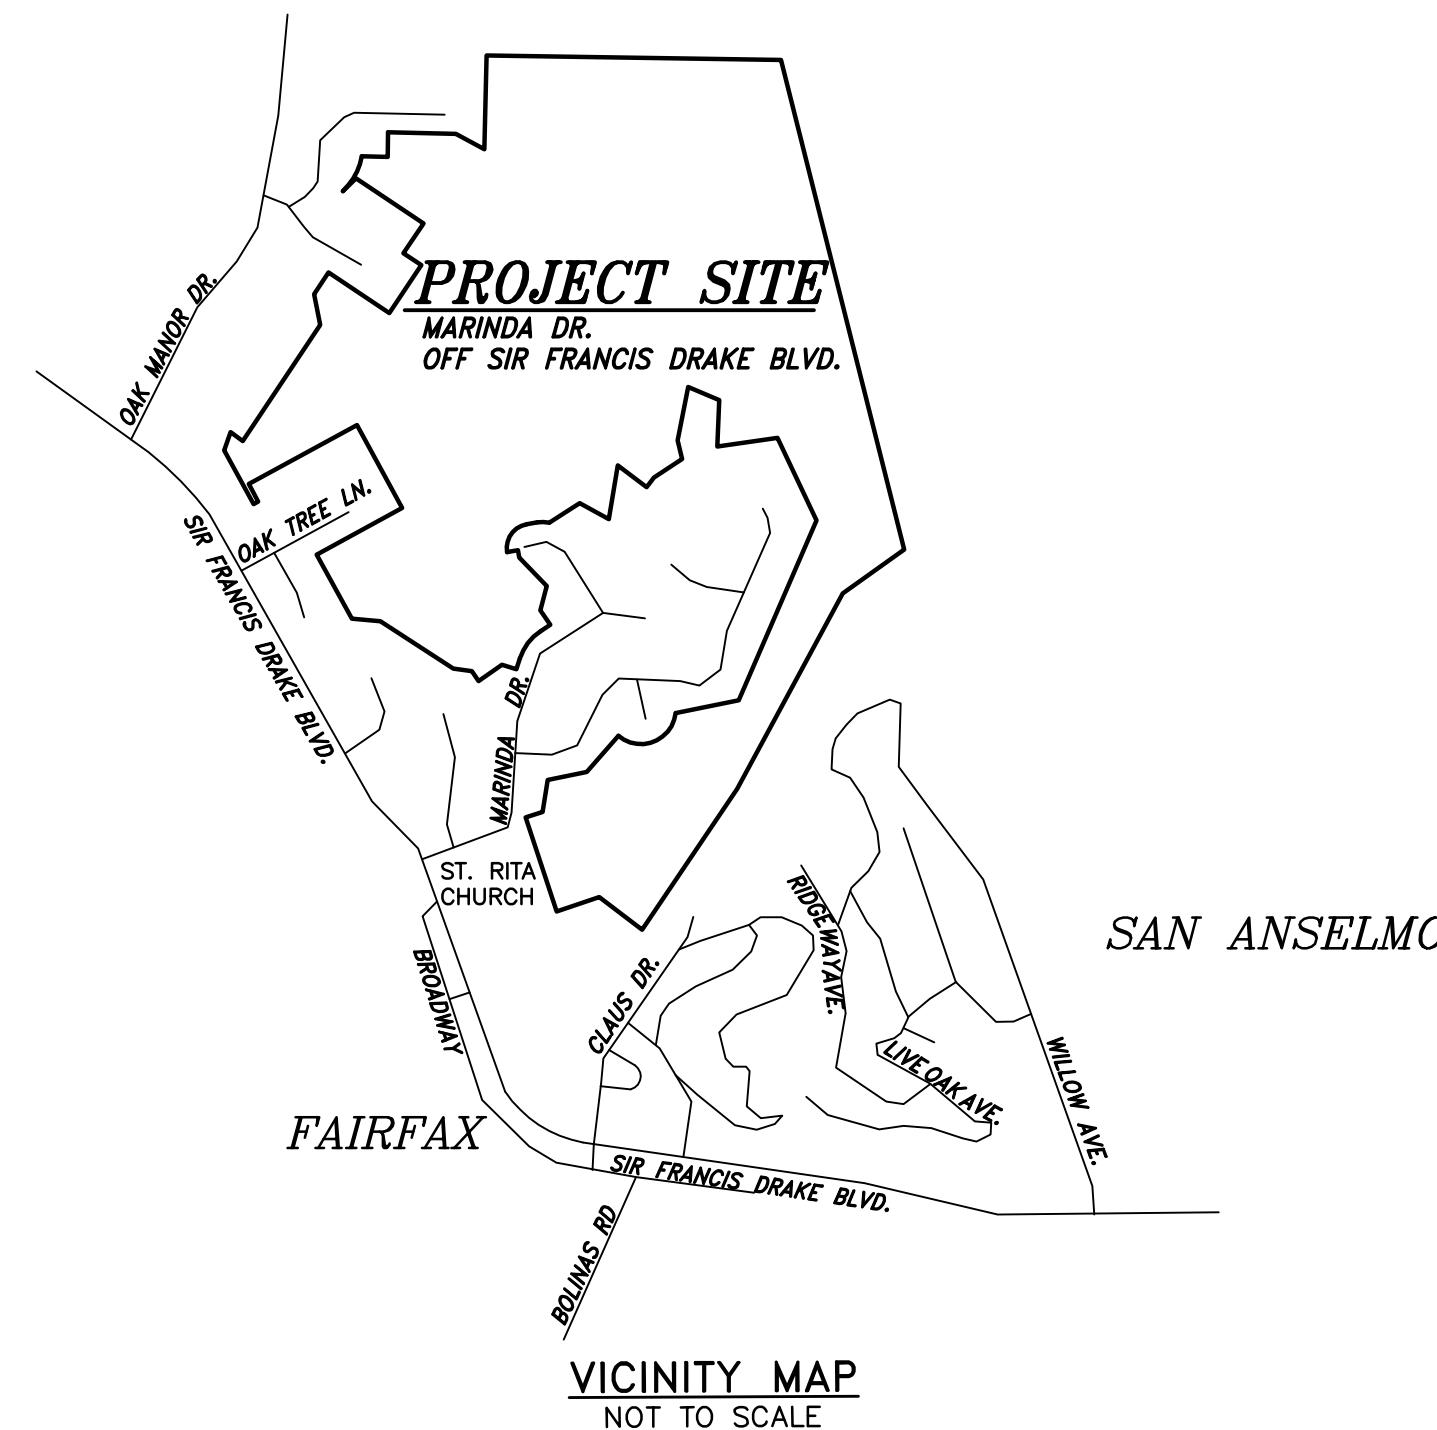 PROJECT SITE
MARINDA DR.
OFF SIR FRANCIS DRAKE BLVD.
OAK MANOR DR.
OAK TREE LN.
SIR FRANCIS DRAKE BLVD.
MARINDA DR.
ST. RITA
CHURCH
BROADWAY
RIDGEWAYAVE.
SAN ANSELMO
CLAUS DR.
LIVE OAK AVE.
WILLOW AVE.
FAIRFAX
SIR FRANCIS DRAKE BLVD.
BOLINAS RD
VICINITY MAP
NOT TO SCALE